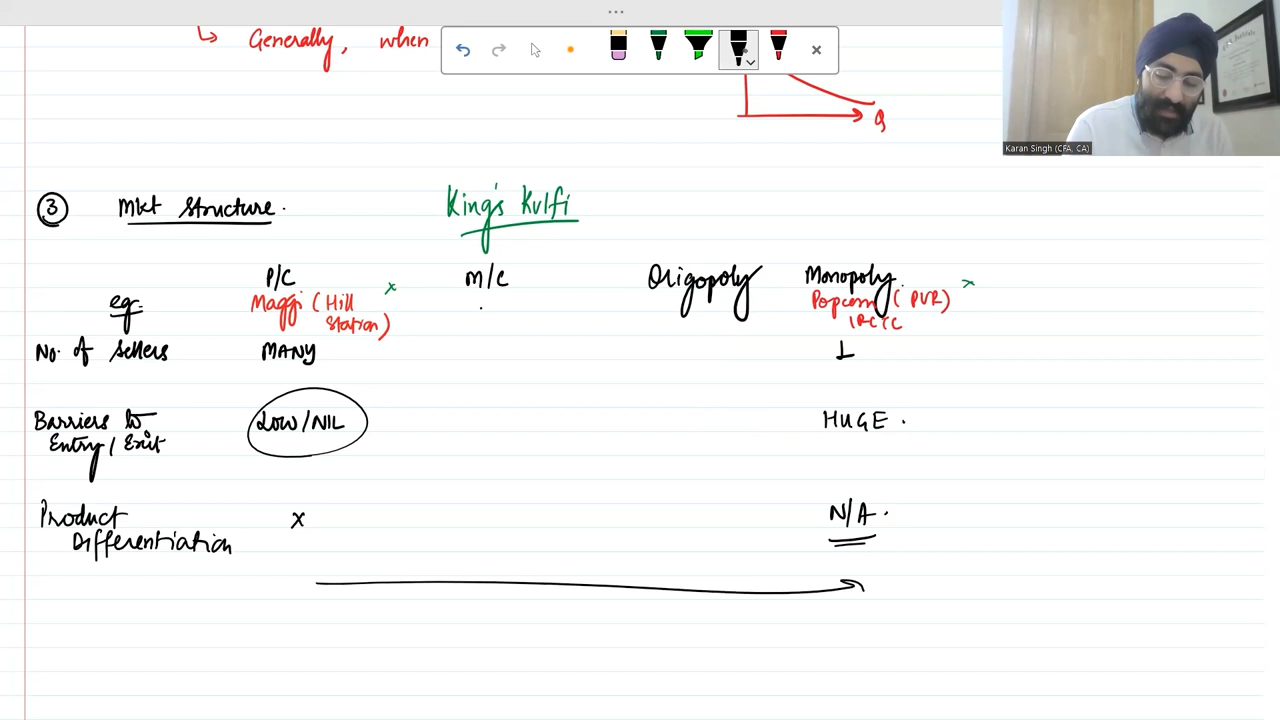 ↳ Generally, when
Q
Karan Singh (CFA, CA)
③ Mkt Structure.
King's Kulfi
P/C
M/C
Oligopoly
Monopoly.
eg.
Maggi (Hill Station) x
Popcorn (PVR) x
IRCTC
No. of Sellers MANY 1
Barriers to Entry/Exit LOW/NIL HUGE.
Product Differentiation x N/A.